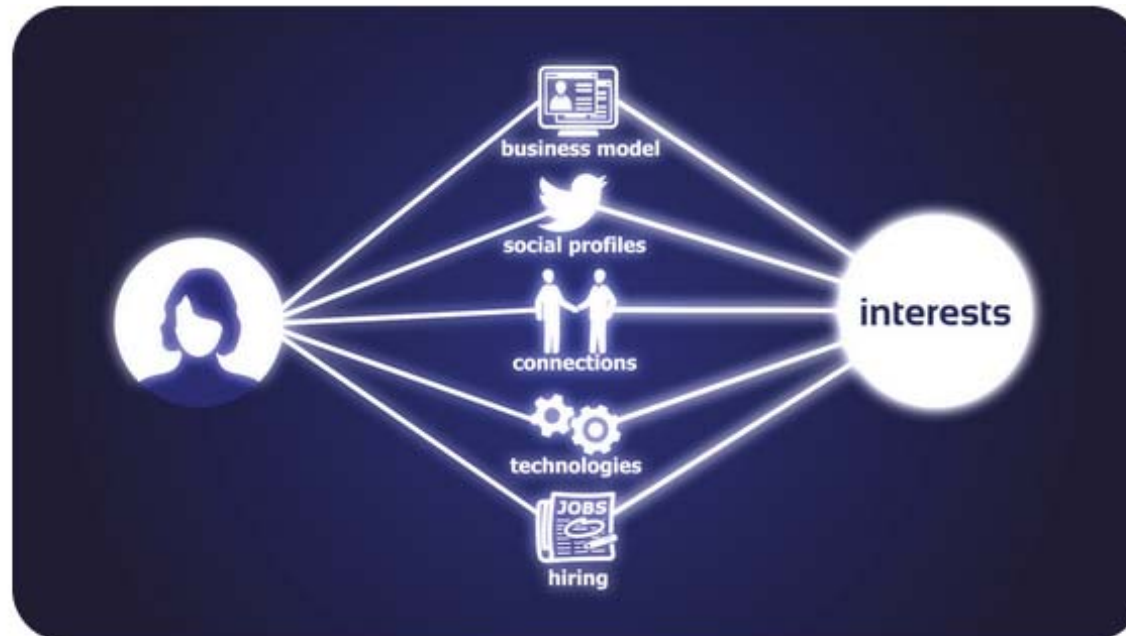 business model
social profiles
interests
connections
technologies
JOBS
hiring